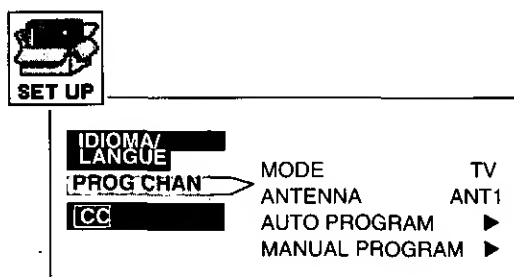 SET UP
IDIOMA/
LANGUE
PROG CHAN
CC
MODE TV
ANTENNA ANT1
AUTO PROGRAM ▶
MANUAL PROGRAM ▶